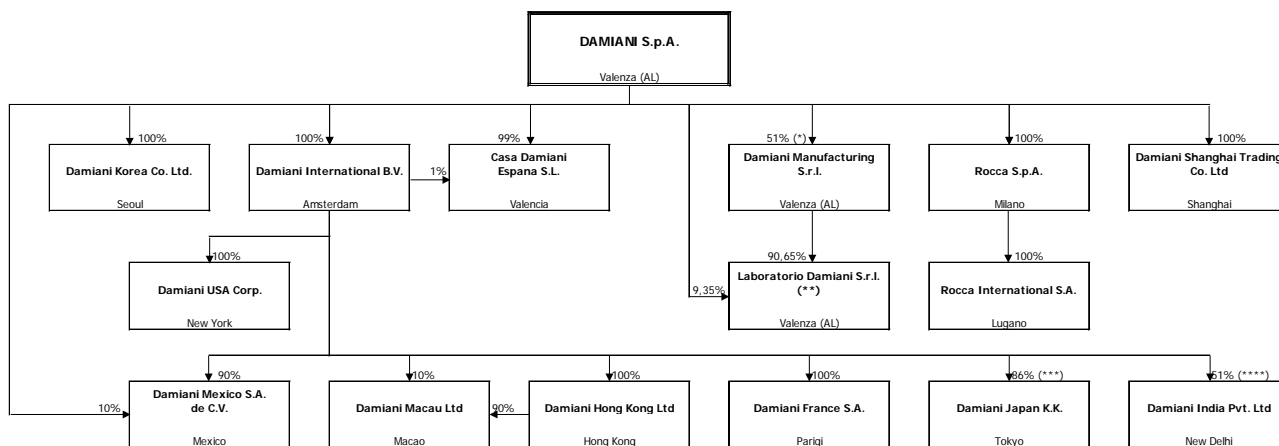 DAMIANI S.p.A.
Valenza (AL)
100%
100%
99%
51% (*)
100%
100%
Damiani Korea Co. Ltd.
Seoul
Damiani International B.V.
Amsterdam
1%
Casa Damiani
Espana S.L.
Valencia
Damiani Manufacturing
S.r.l.
Valenza (AL)
Rocca S.p.A.
Milano
Damiani Shanghai Trading
Co. Ltd
Shanghai
100%
90,65%
100%
Damiani USA Corp.
New York
9,35%
Laboratorio Damiani S.r.l.
(**)
Valenza (AL)
Rocca International S.A.
Lugano
90%
10%
100%
100%
86% (***)
51% (****)
10%
Damiani Mexico S.A.
de C.V.
Mexico
Damiani Macau Ltd
Macao
90%
Damiani Hong Kong Ltd
Hong Kong
Damiani France S.A.
Parigi
Damiani Japan K.K.
Tokyo
Damiani India Pvt. Ltd
New Delhi